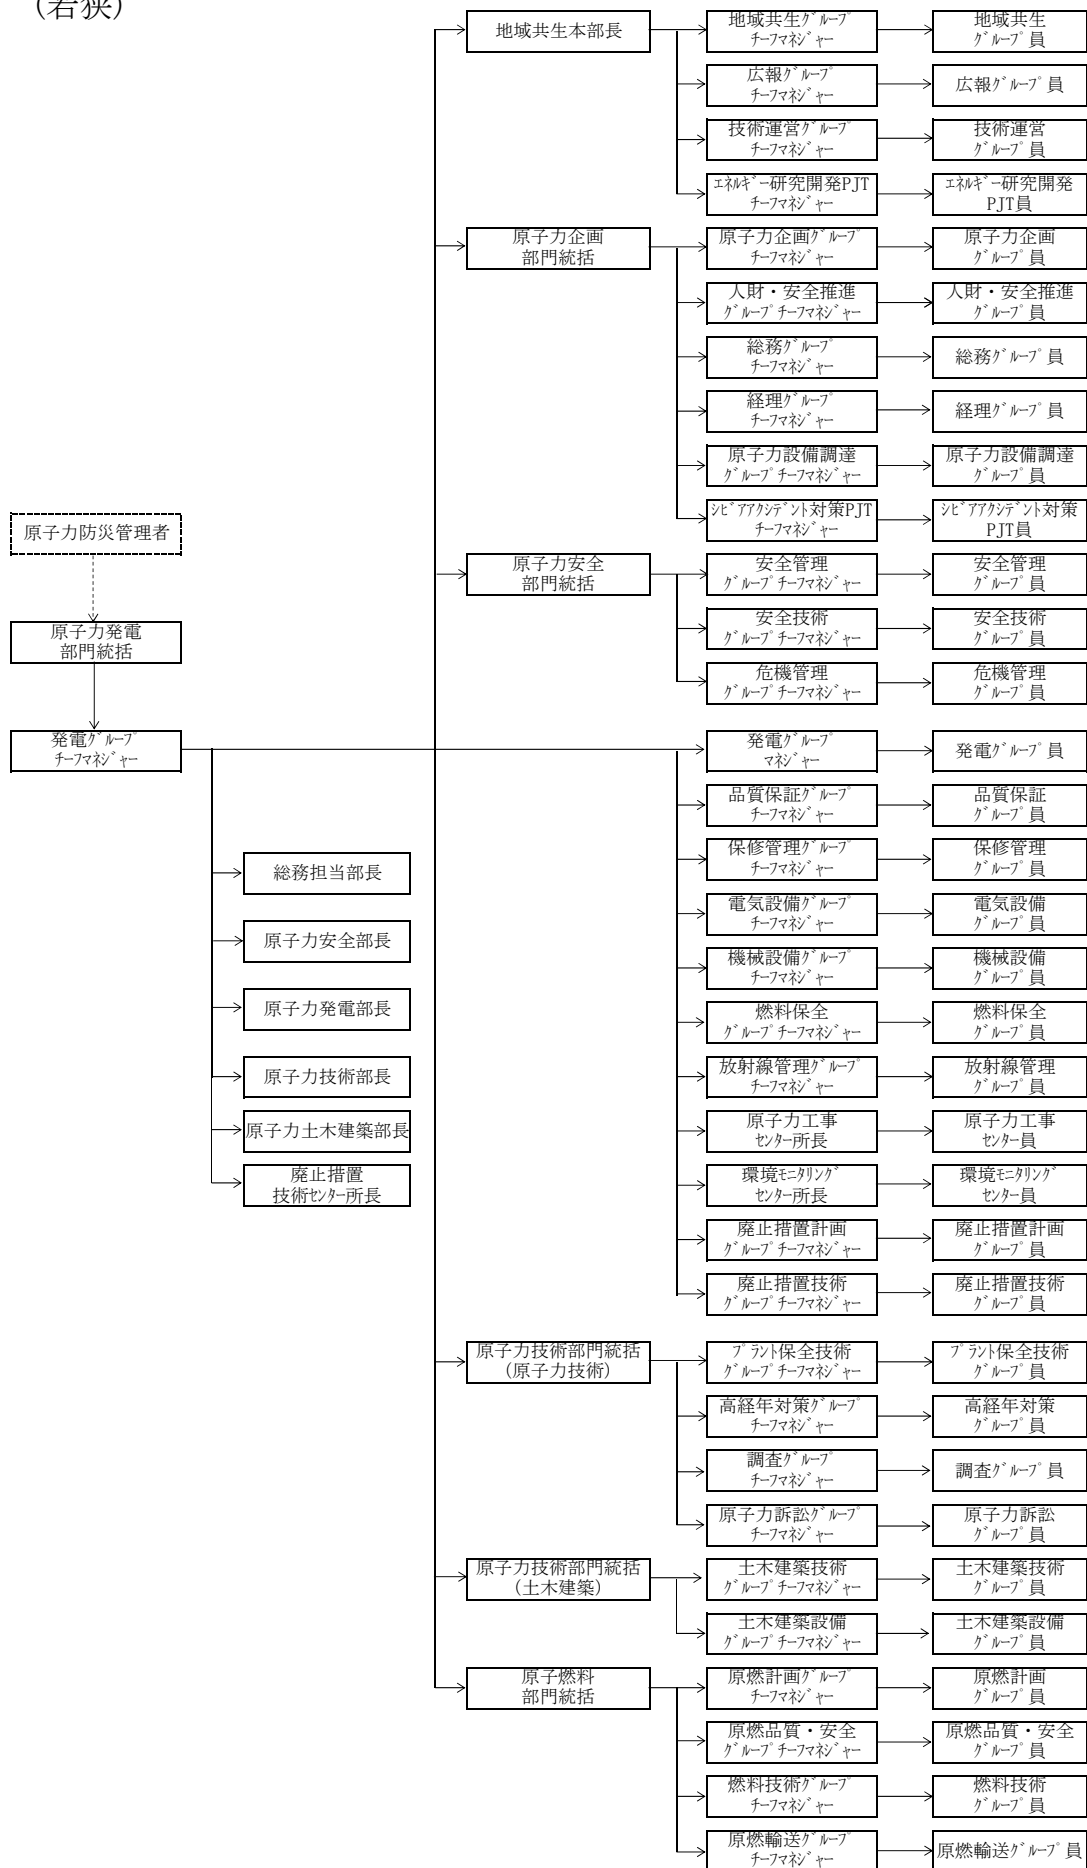 (若狭)
地域共生本部長
地域共生ｸﾞﾙｰﾌﾟ
ﾁｰﾌﾏﾈｼﾞｬｰ
地域共生
ｸﾞﾙｰﾌﾟ員
広報ｸﾞﾙｰﾌﾟ
ﾁｰﾌﾏﾈｼﾞｬｰ
広報ｸﾞﾙｰﾌﾟ員
技術運営ｸﾞﾙｰﾌﾟ
ﾁｰﾌﾏﾈｼﾞｬｰ
技術運営
ｸﾞﾙｰﾌﾟ員
ｴﾈﾙｷﾞｰ研究開発PJT
ﾁｰﾌﾏﾈｼﾞｬｰ
ｴﾈﾙｷﾞｰ研究開発
PJT員
原子力企画
部門統括
原子力企画ｸﾞﾙｰﾌﾟ
ﾁｰﾌﾏﾈｼﾞｬｰ
原子力企画
ｸﾞﾙｰﾌﾟ員
人財・安全推進
ｸﾞﾙｰﾌﾟﾁｰﾌﾏﾈｼﾞｬｰ
人財・安全推進
ｸﾞﾙｰﾌﾟ員
総務ｸﾞﾙｰﾌﾟ
ﾁｰﾌﾏﾈｼﾞｬｰ
総務ｸﾞﾙｰﾌﾟ員
経理ｸﾞﾙｰﾌﾟ
ﾁｰﾌﾏﾈｼﾞｬｰ
経理ｸﾞﾙｰﾌﾟ員
原子力設備調達
ｸﾞﾙｰﾌﾟﾁｰﾌﾏﾈｼﾞｬｰ
原子力設備調達
ｸﾞﾙｰﾌﾟ員
ｼﾋﾞｱｱｸｼﾃﾞﾝﾄ対策PJT
ﾁｰﾌﾏﾈｼﾞｬｰ
ｼﾋﾞｱｱｸｼﾃﾞﾝﾄ対策
PJT員
原子力防災管理者
原子力安全
部門統括
安全管理
ｸﾞﾙｰﾌﾟﾁｰﾌﾏﾈｼﾞｬｰ
安全管理
ｸﾞﾙｰﾌﾟ員
原子力発電
部門統括
安全技術
ｸﾞﾙｰﾌﾟﾁｰﾌﾏﾈｼﾞｬｰ
安全技術
ｸﾞﾙｰﾌﾟ員
危機管理
ｸﾞﾙｰﾌﾟﾁｰﾌﾏﾈｼﾞｬｰ
危機管理
ｸﾞﾙｰﾌﾟ員
発電ｸﾞﾙｰﾌﾟ
ﾁｰﾌﾏﾈｼﾞｬｰ
発電ｸﾞﾙｰﾌﾟ
ﾏﾈｼﾞｬｰ
発電ｸﾞﾙｰﾌﾟ員
品質保証ｸﾞﾙｰﾌﾟ
ﾁｰﾌﾏﾈｼﾞｬｰ
品質保証
ｸﾞﾙｰﾌﾟ員
総務担当部長
保修管理ｸﾞﾙｰﾌﾟ
ﾁｰﾌﾏﾈｼﾞｬｰ
保修管理
ｸﾞﾙｰﾌﾟ員
原子力安全部長
電気設備ｸﾞﾙｰﾌﾟ
ﾁｰﾌﾏﾈｼﾞｬｰ
電気設備
ｸﾞﾙｰﾌﾟ員
機械設備ｸﾞﾙｰﾌﾟ
ﾁｰﾌﾏﾈｼﾞｬｰ
機械設備
ｸﾞﾙｰﾌﾟ員
原子力発電部長
燃料保全
ｸﾞﾙｰﾌﾟﾁｰﾌﾏﾈｼﾞｬｰ
燃料保全
ｸﾞﾙｰﾌﾟ員
原子力技術部長
放射線管理ｸﾞﾙｰﾌﾟ
ﾁｰﾌﾏﾈｼﾞｬｰ
放射線管理
ｸﾞﾙｰﾌﾟ員
原子力土木建築部長
原子力工事
ｾﾝﾀｰ所長
原子力工事
ｾﾝﾀｰ員
廃止措置
技術ｾﾝﾀｰ所長
環境ﾓﾆﾀﾘﾝｸﾞ
ｾﾝﾀｰ所長
環境ﾓﾆﾀﾘﾝｸﾞ
ｾﾝﾀｰ員
廃止措置計画
ｸﾞﾙｰﾌﾟﾁｰﾌﾏﾈｼﾞｬｰ
廃止措置計画
ｸﾞﾙｰﾌﾟ員
廃止措置技術
ｸﾞﾙｰﾌﾟﾁｰﾌﾏﾈｼﾞｬｰ
廃止措置技術
ｸﾞﾙｰﾌﾟ員
原子力技術部門統括
(原子力技術)
ﾌﾟﾗﾝﾄ保全技術
ｸﾞﾙｰﾌﾟﾁｰﾌﾏﾈｼﾞｬｰ
ﾌﾟﾗﾝﾄ保全技術
ｸﾞﾙｰﾌﾟ員
高経年対策ｸﾞﾙｰﾌﾟ
ﾁｰﾌﾏﾈｼﾞｬｰ
高経年対策
ｸﾞﾙｰﾌﾟ員
調査ｸﾞﾙｰﾌﾟ
ﾁｰﾌﾏﾈｼﾞｬｰ
調査ｸﾞﾙｰﾌﾟ員
原子力訴訟ｸﾞﾙｰﾌﾟ
ﾁｰﾌﾏﾈｼﾞｬｰ
原子力訴訟
ｸﾞﾙｰﾌﾟ員
原子力技術部門統括
(土木建築)
土木建築技術
ｸﾞﾙｰﾌﾟﾁｰﾌﾏﾈｼﾞｬｰ
土木建築技術
ｸﾞﾙｰﾌﾟ員
土木建築設備
ｸﾞﾙｰﾌﾟﾁｰﾌﾏﾈｼﾞｬｰ
土木建築設備
ｸﾞﾙｰﾌﾟ員
原子燃料
部門統括
原燃計画ｸﾞﾙｰﾌﾟ
ﾁｰﾌﾏﾈｼﾞｬｰ
原燃計画
ｸﾞﾙｰﾌﾟ員
原燃品質・安全
ｸﾞﾙｰﾌﾟﾁｰﾌﾏﾈｼﾞｬｰ
原燃品質・安全
ｸﾞﾙｰﾌﾟ員
燃料技術ｸﾞﾙｰﾌﾟ
ﾁｰﾌﾏﾈｼﾞｬｰ
燃料技術
ｸﾞﾙｰﾌﾟ員
原燃輸送ｸﾞﾙｰﾌﾟ
ﾁｰﾌﾏﾈｼﾞｬｰ
原燃輸送ｸﾞﾙｰﾌﾟ員